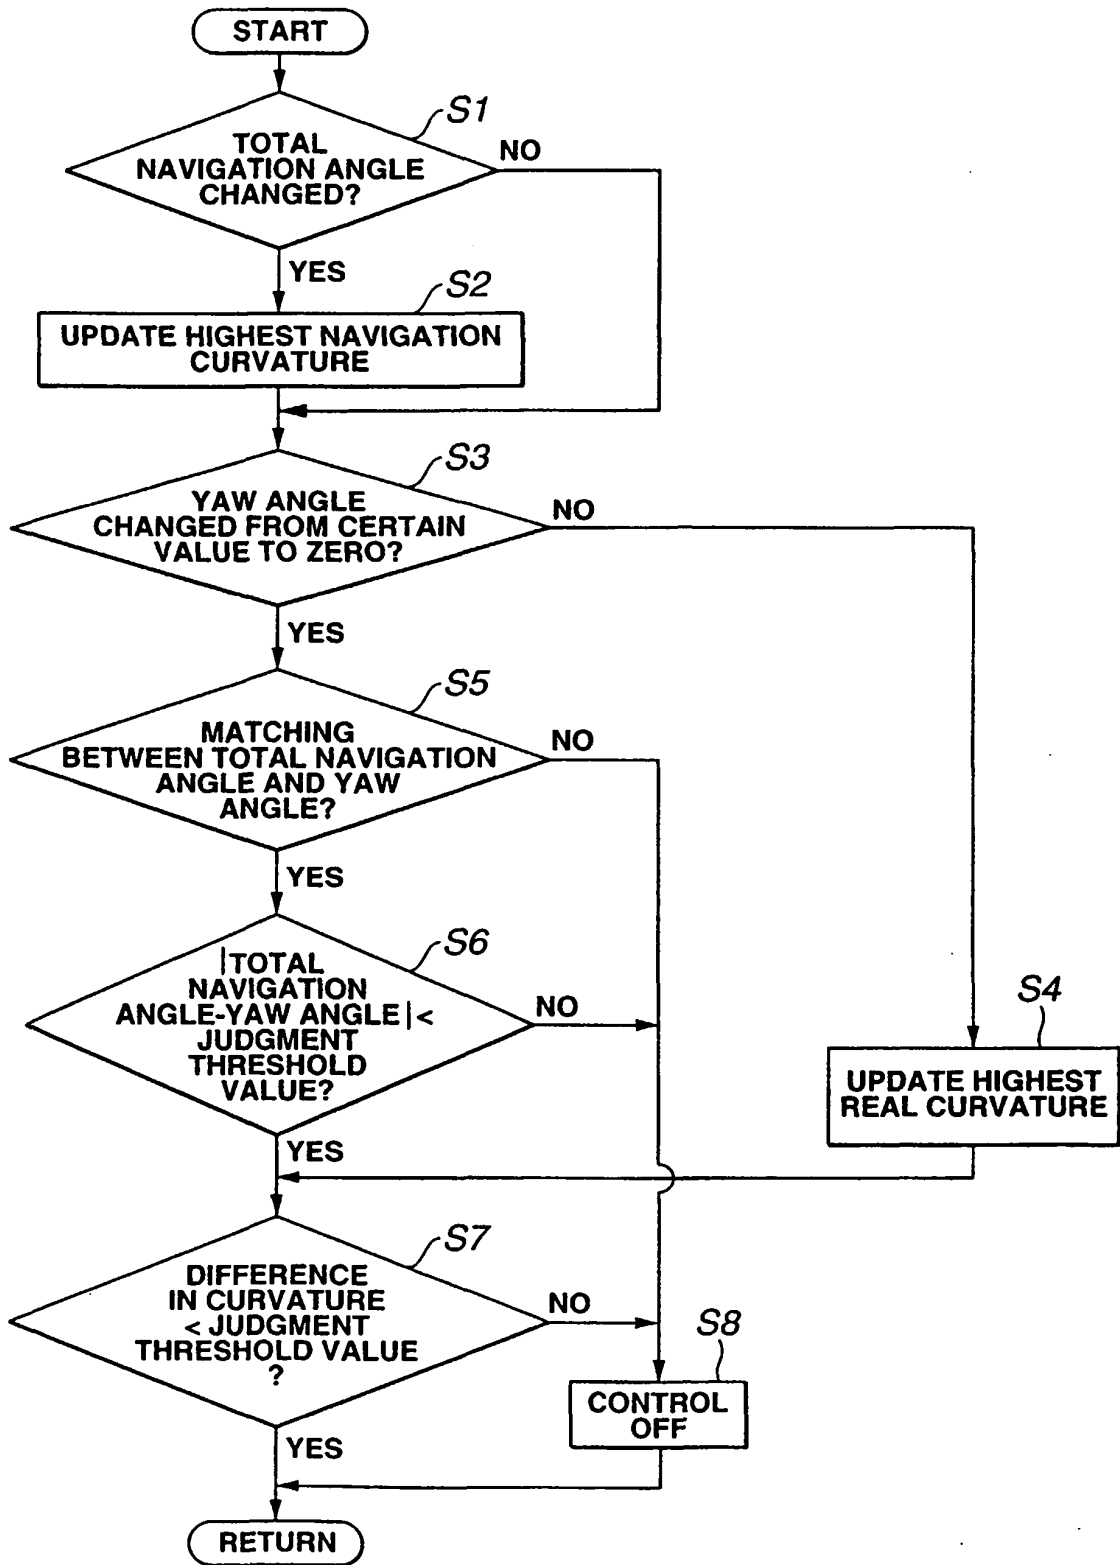 START
S1
TOTAL
NAVIGATION ANGLE
CHANGED?
NO
YES
S2
UPDATE HIGHEST NAVIGATION
CURVATURE
S3
YAW ANGLE
CHANGED FROM CERTAIN
VALUE TO ZERO?
NO
YES
S5
MATCHING
BETWEEN TOTAL NAVIGATION
ANGLE AND YAW
ANGLE?
NO
YES
S6
|TOTAL
NAVIGATION
ANGLE-YAW ANGLE|<
JUDGMENT
THRESHOLD
VALUE?
NO
YES
S4
UPDATE HIGHEST
REAL CURVATURE
S7
DIFFERENCE
IN CURVATURE
< JUDGMENT
THRESHOLD VALUE
?
NO
YES
S8
CONTROL
OFF
RETURN